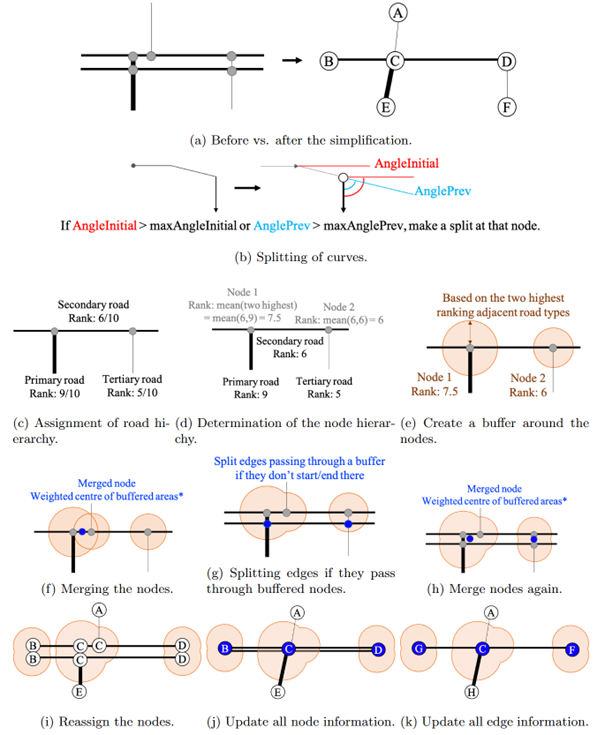 A
B
C
D
E
F
(a) Before vs. after the simplification.
AngleInitial
AnglePrev
If AngleInitial > maxAngleInitial or AnglePrev > maxAnglePrev, make a split at that node.
(b) Splitting of curves.
Secondary road
Rank: 6/10
Primary road
Rank: 9/10
Tertiary road
Rank: 5/10
(c) Assignment of road hi-
erarchy.
Node 1
Rank: mean(two highest)
= mean(6,9) = 7.5
Node 2
Rank: mean(6,6) = 6
Secondary road
Rank: 6
Primary road
Rank: 9
Tertiary road
Rank: 5
(d) Determination of the node hierar-
chy.
Based on the two highest
ranking adjacent road types
Node 1
Rank: 7.5
Node 2
Rank: 6
(e) Create a buffer around the
nodes.
Merged node
Weighted centre of buffered areas*
(f) Merging the nodes.
Split edges passing through a buffer
if they don't start/end there
(g) Splitting edges if they pass
through buffered nodes.
Merged node
Weighted centre of buffered areas*
(h) Merge nodes again.
A
B
C
C
D
B
C
D
E
(i) Reassign the nodes.
A
B
C
D
E
(j) Update all node information.
A
G
C
F
H
(k) Update all edge information.